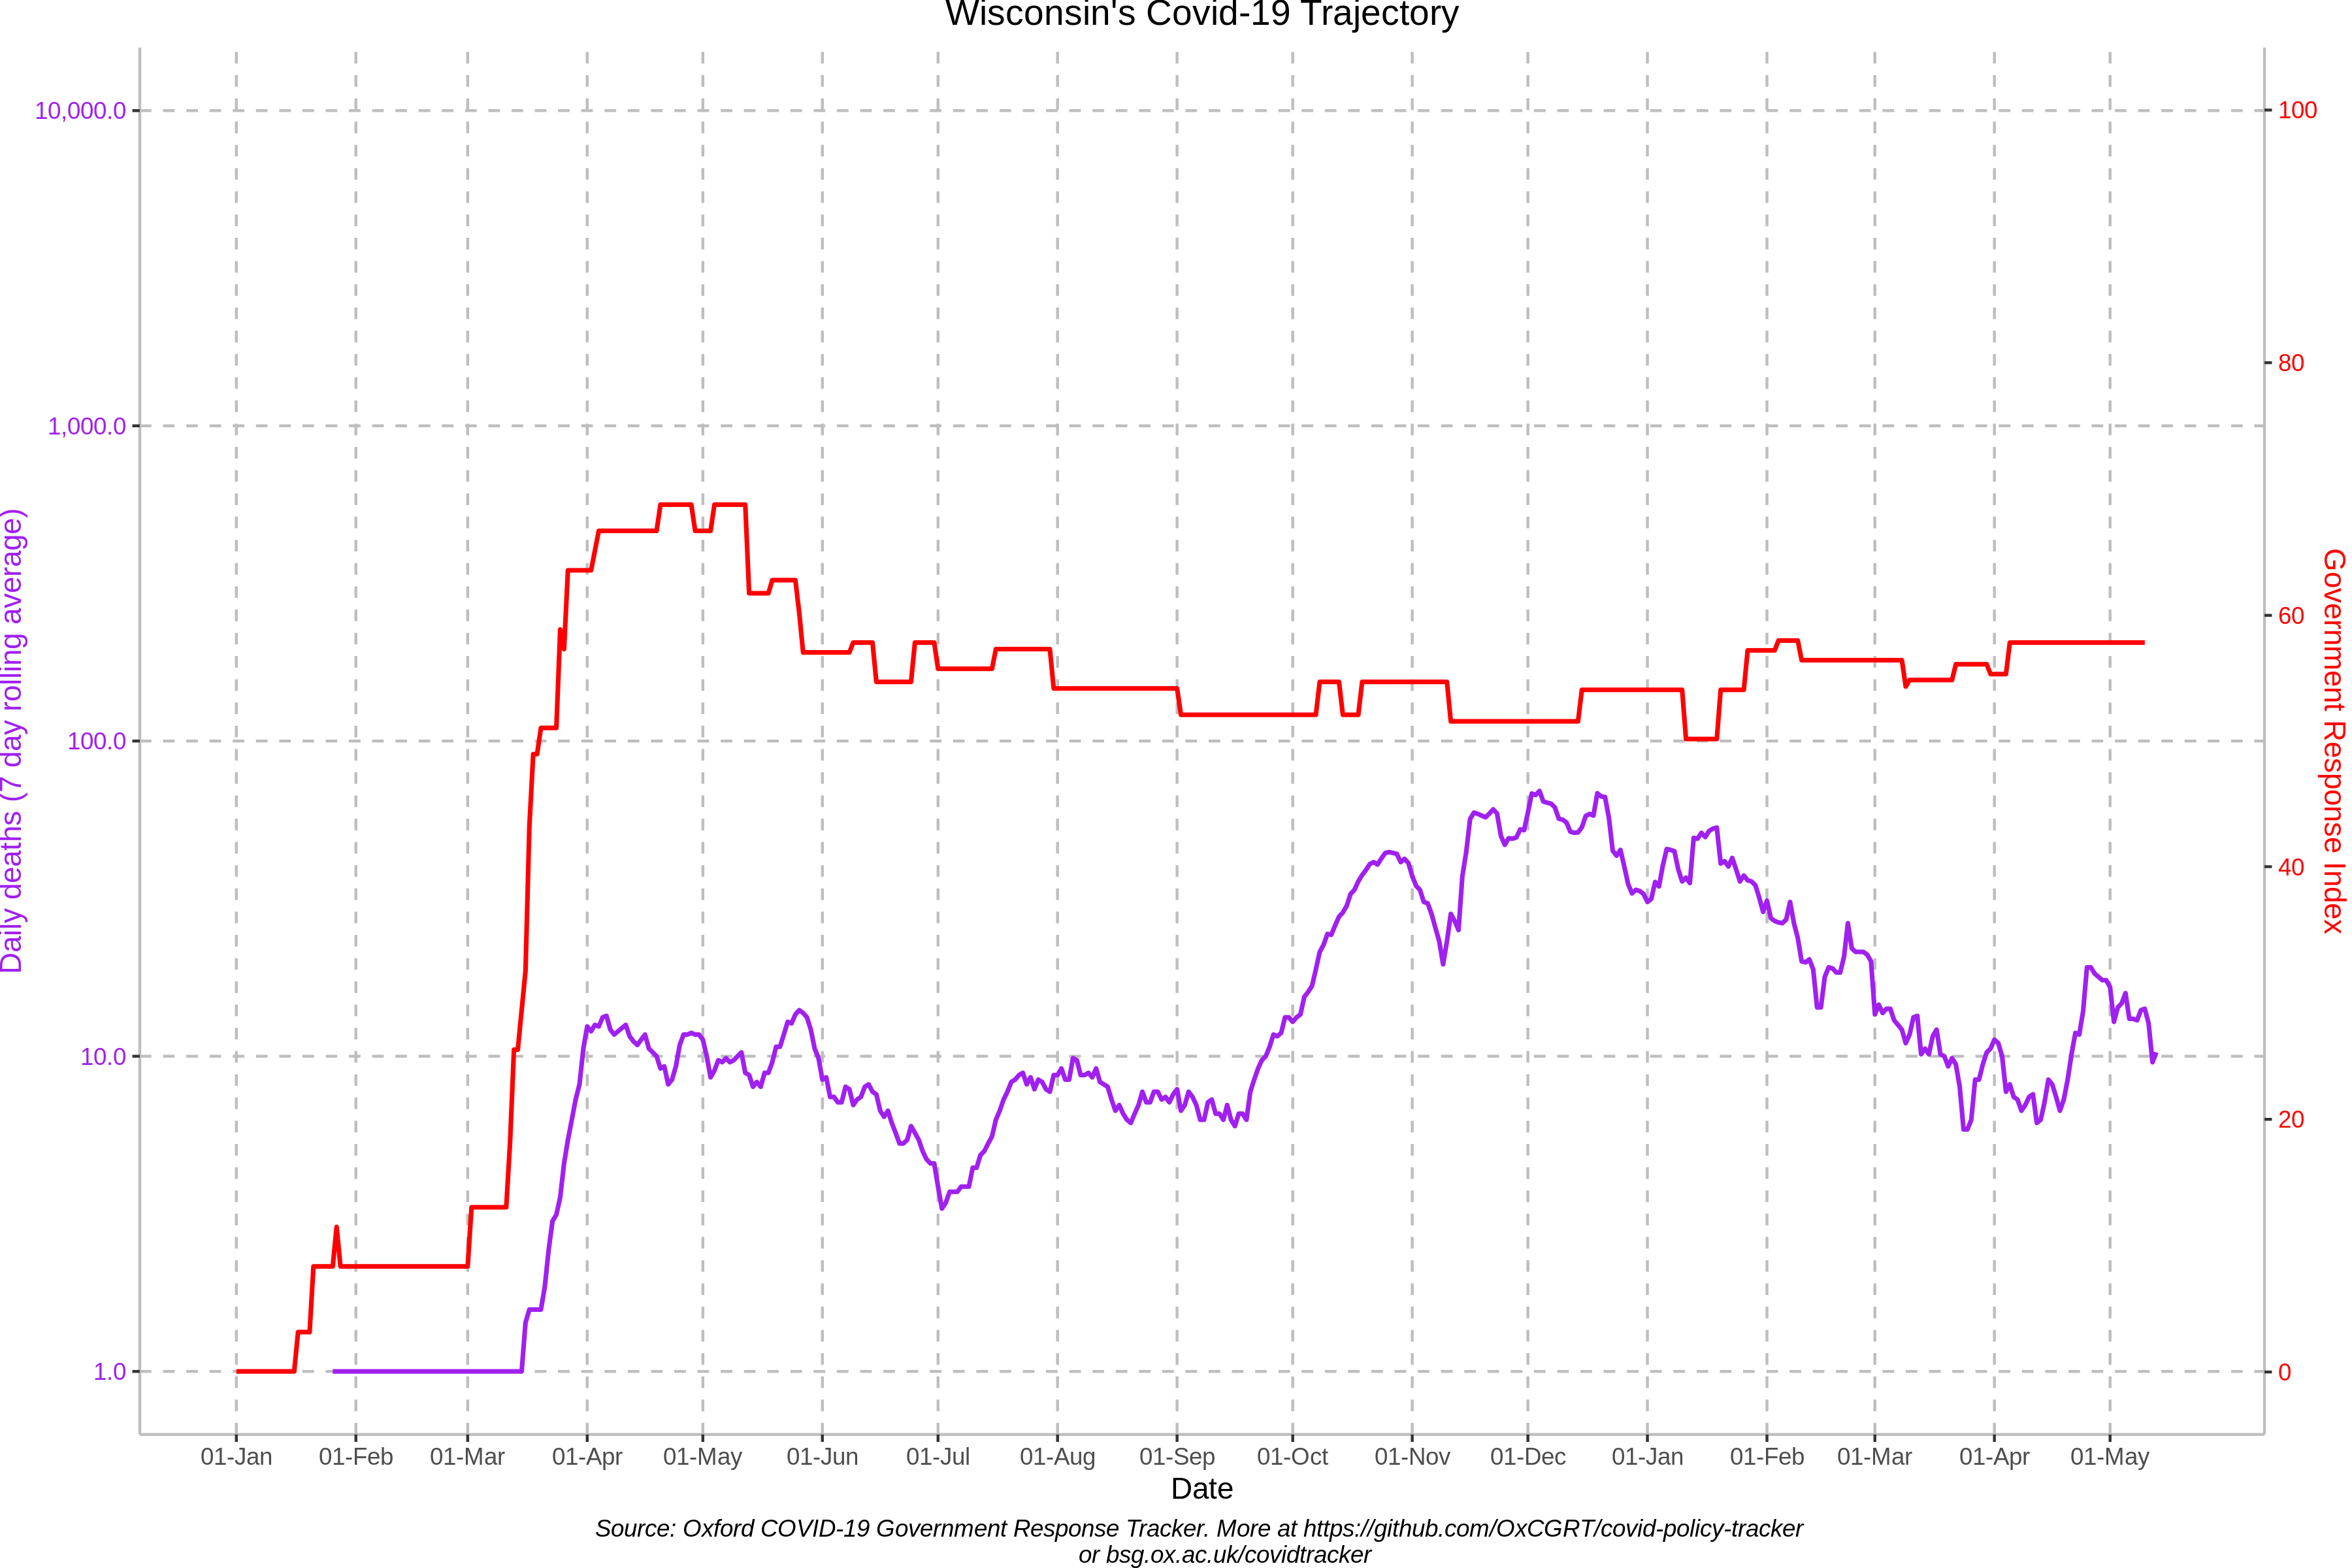 Wisconsin's Covid-19 Trajectory
10,000.0
1,000.0
100.0
10.0
1.0
Daily deaths (7 day rolling average)
100
80
60
40
20
0
Government Response Index
01-Jan 01-Feb 01-Mar 01-Apr 01-May 01-Jun 01-Jul 01-Aug 01-Sep 01-Oct 01-Nov 01-Dec 01-Jan 01-Feb 01-Mar 01-Apr 01-May
Date
Source: Oxford COVID-19 Government Response Tracker. More at https://github.com/OxCGRT/covid-policy-tracker
or bsg.ox.ac.uk/covidtracker